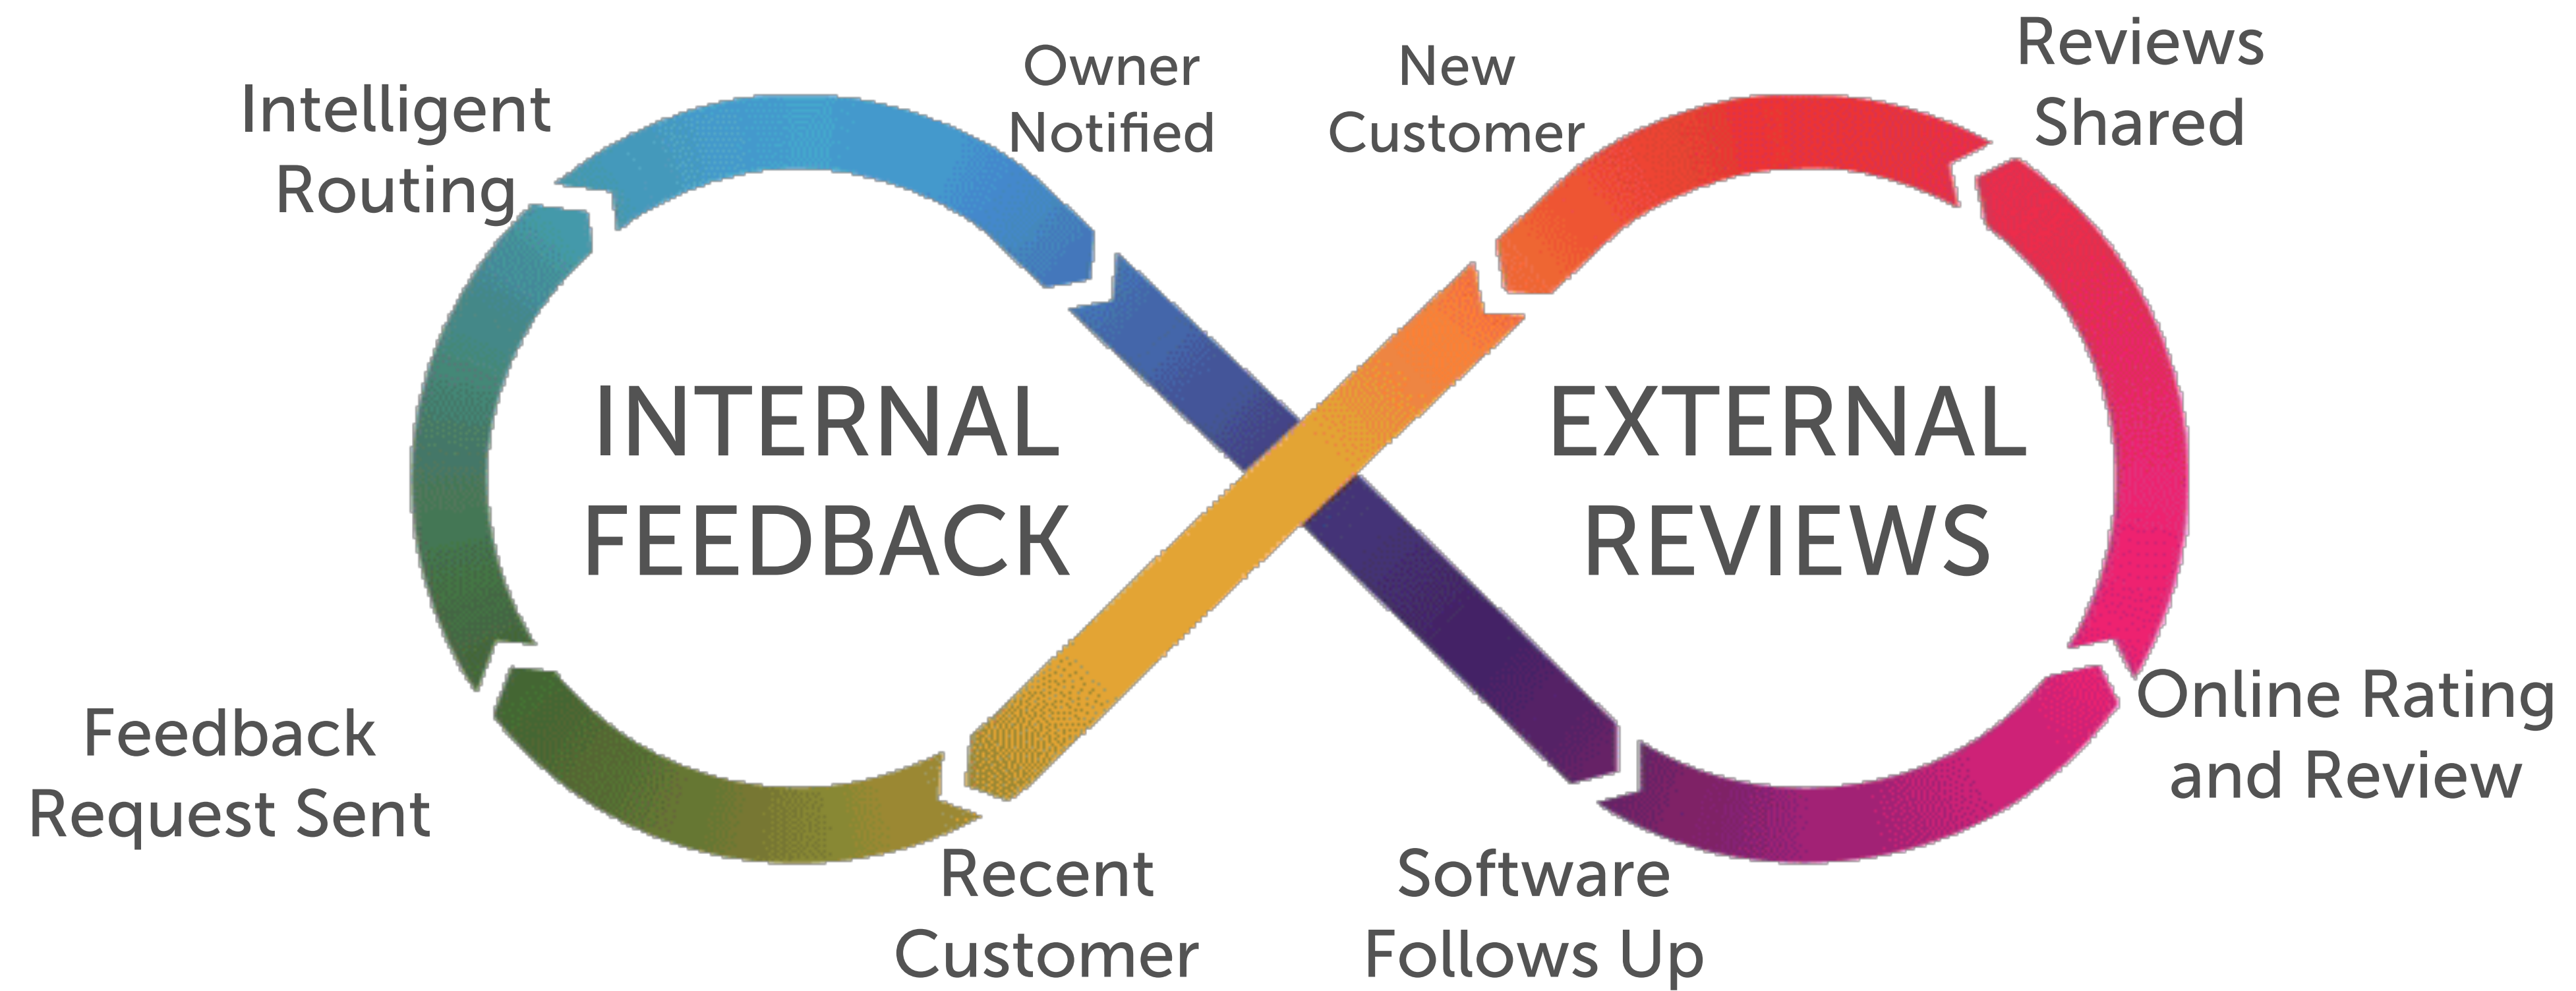 Intelligent
Routing
Owner
Notified
New
Customer
Reviews
Shared
INTERNAL
FEEDBACK
EXTERNAL
REVIEWS
Feedback
Request Sent
Recent
Customer
Software
Follows Up
Online Rating
and Review